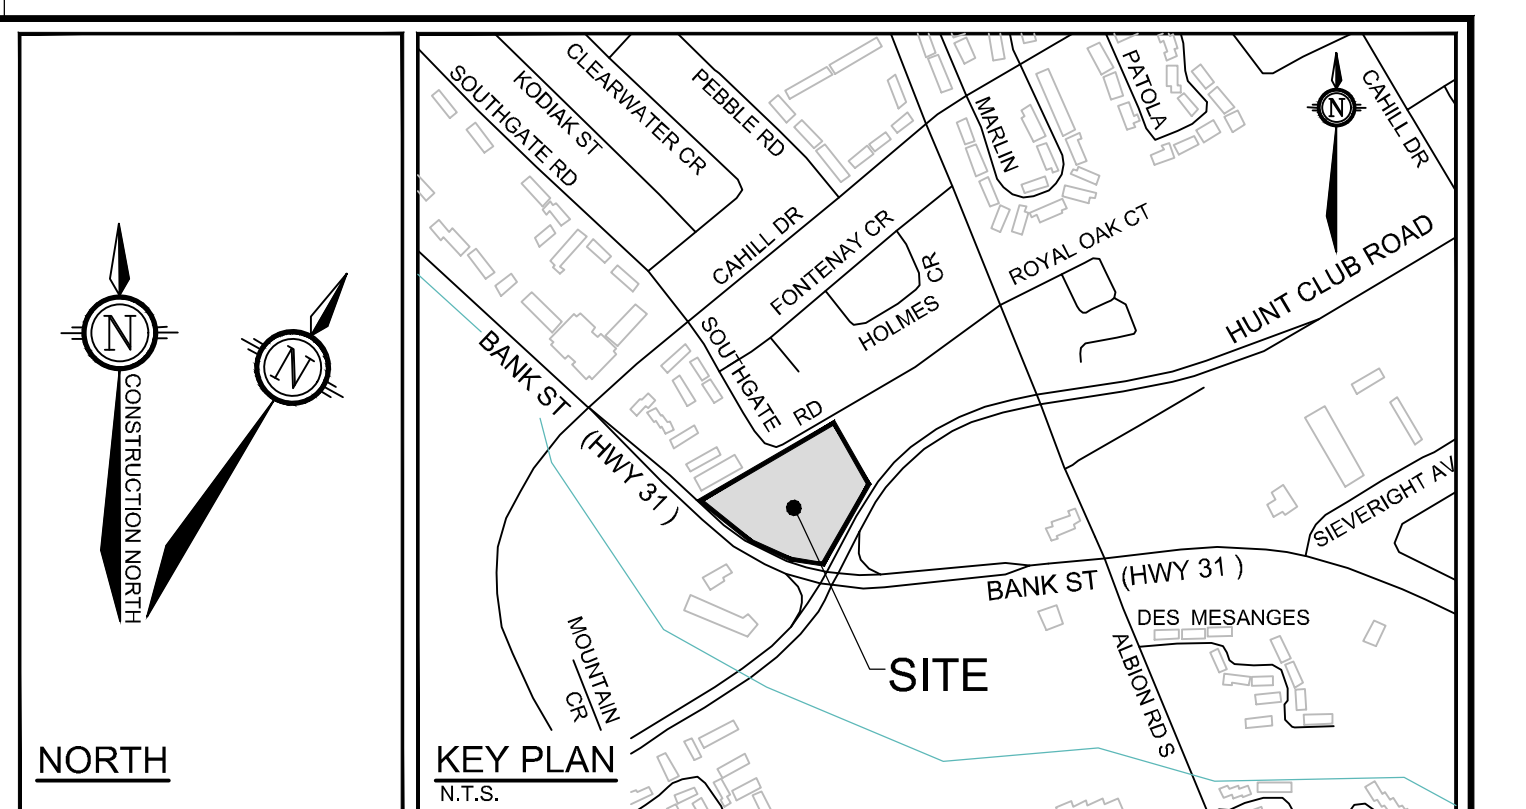 N
CONSTRUCTION NORTH
N
NORTH
SOUTHGATE RD
KODIAK ST
CLEARWATER CR
PEBBLE RD
MARLIN
PATOLA
N
CAHILL DR
CAHILL DR
FONTENAY CR
HOLMES CR
ROYAL OAK CT
HUNT CLUB ROAD
BANK ST
(HWY 31)
SOUTHGATE RD
SIEVERIGHT AV
BANK ST (HWY 31)
DES MESANGES
ALBION RD S
MOUNTAIN
CR
SITE
KEY PLAN
N.T.S.